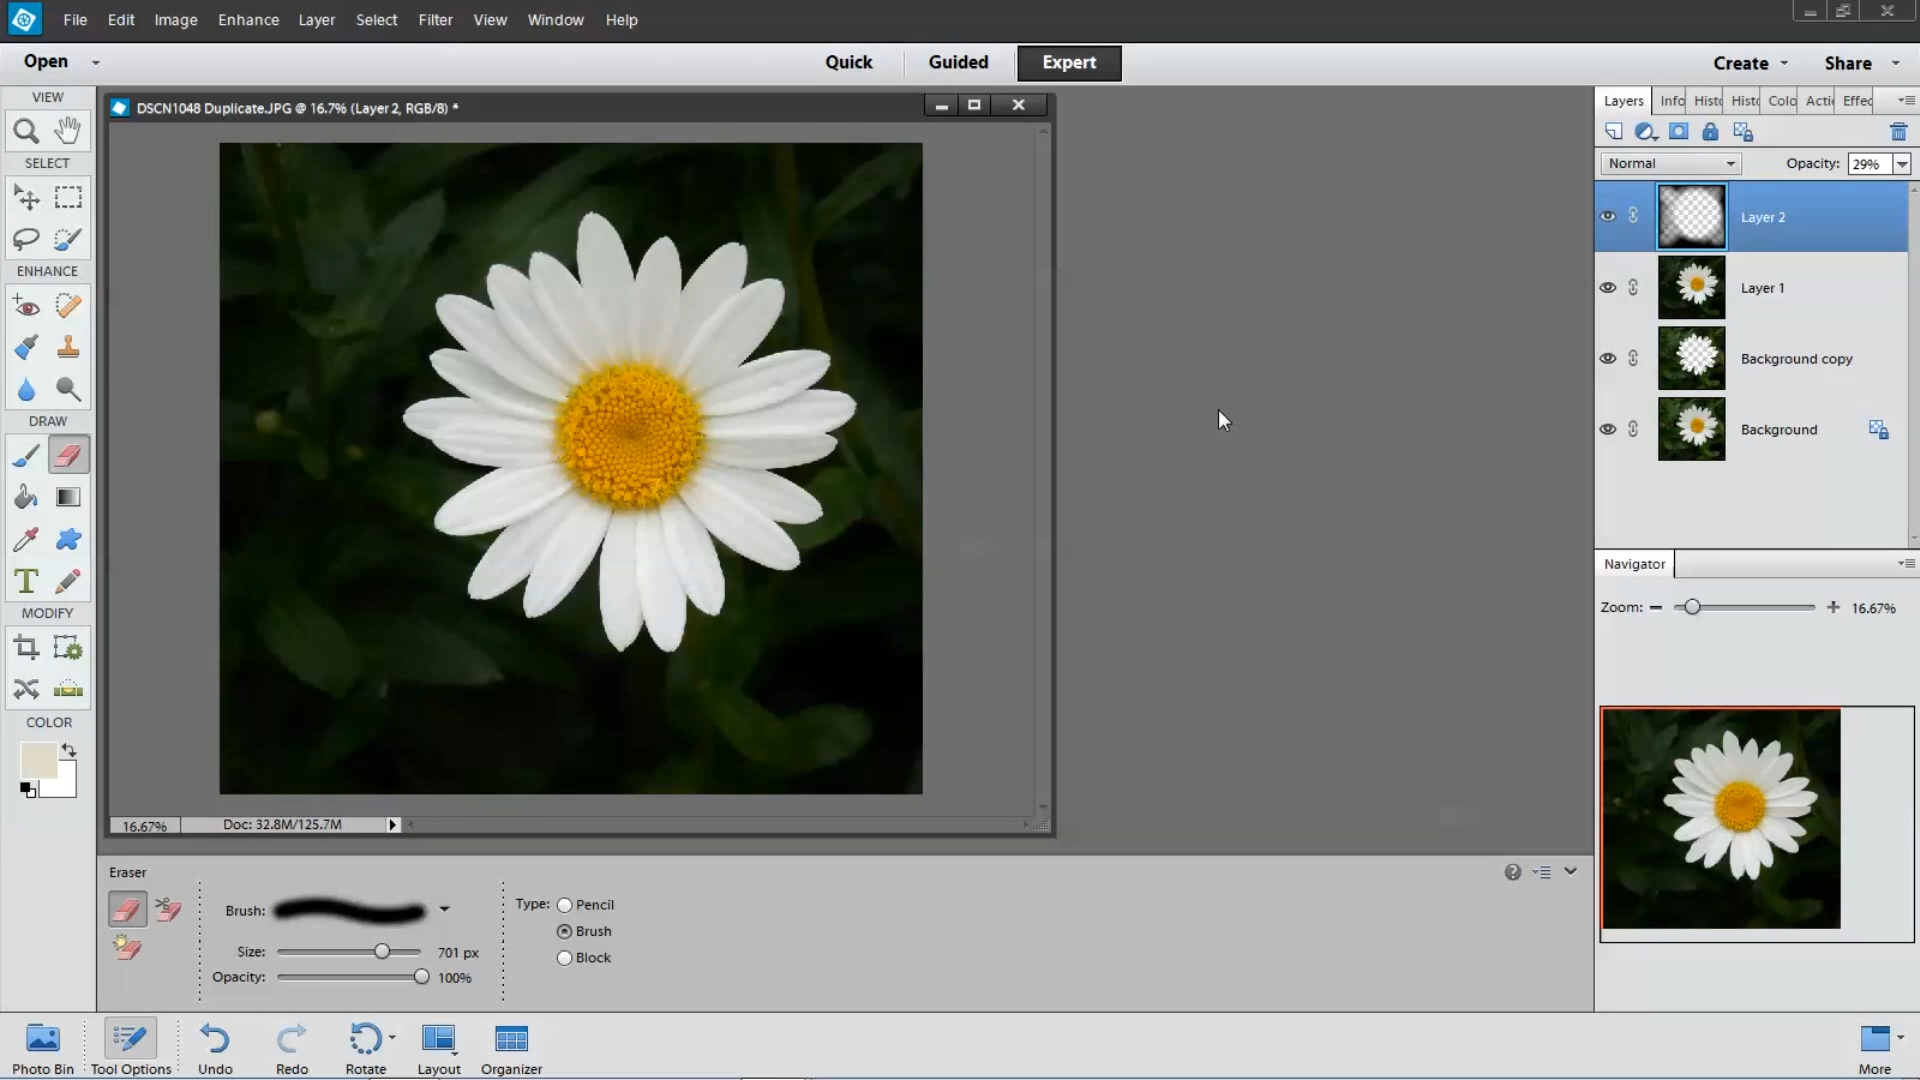 File Edit Image Enhance Layer Select Filter View Window Help
Open Quick Guided Expert Create Share
VIEW
SELECT
ENHANCE
DRAW
T
MODIFY
COLOR
DSCN1048 Duplicate.JPG @ 16.7% (Layer 2, RGB/8) *
16.67% Doc: 32.8M/125.7M
Layers Info Histo Histo Colo Acti Effec
Normal Opacity: 29%
Layer 2
Layer 1
Background copy
Background
Navigator
Zoom: 16.67%
Eraser
Brush:
Size: 701 px
Opacity: 100%
Type: Pencil
Brush
Block
Photo Bin Tool Options Undo Redo Rotate Layout Organizer More